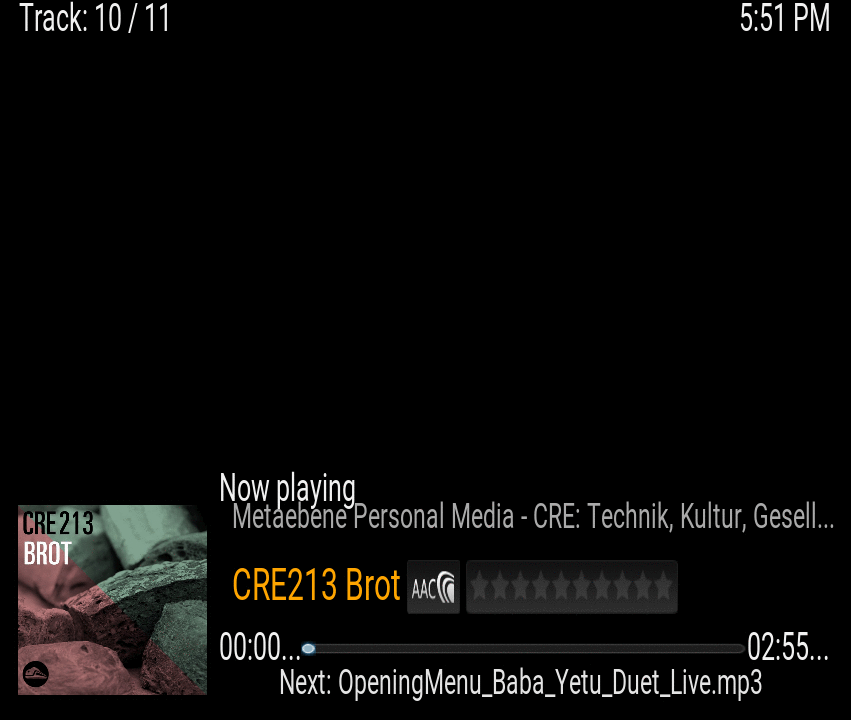 Track: 10 / 11
5:51 PM
Now playing
Metaebene Personal Media - CRE: Technik, Kultur, Gesell...
CRE 213
BROT
CRE213 Brot
AAC
00:00...
02:55...
Next: OpeningMenu_Baba_Yetu_Duet_Live.mp3